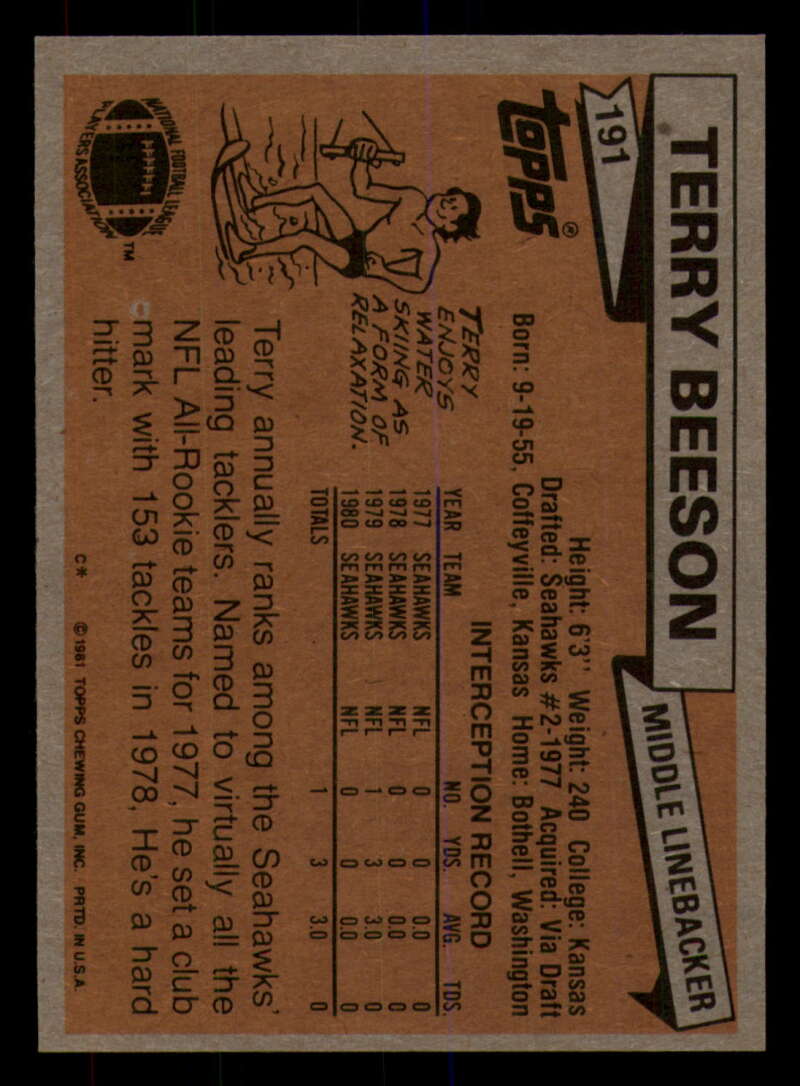 TERRY BEESON
191
MIDDLE LINEBACKER
topps®
Height: 6'3'' Weight: 240 College: Kansas
Drafted: Seahawks #2-1977 Acquired: Via Draft
Born: 9-19-55, Coffeyville, Kansas Home: Bothell, Washington
TERRY
ENJOYS
WATER
SKIING AS
A FORM OF
RELAXATION.
INTERCEPTION RECORD
YEAR TEAM NO. YDS. AVG. TDS.
1977 SEAHAWKS NFL 0 0 0.0 0
1978 SEAHAWKS NFL 0 0 0.0 0
1979 SEAHAWKS NFL 1 3 3.0 0
1980 SEAHAWKS NFL 0 0 0.0 0
TOTALS 1 3 3.0 0
Terry annually ranks among the Seahawks'
leading tacklers. Named to virtually all the
NFL All-Rookie teams for 1977, he set a club
mark with 153 tackles in 1978, He's a hard
hitter.
NATIONAL FOOTBALL LEAGUE
PLAYERS ASSOCIATION
TM
C* ©1981 TOPPS CHEWING GUM, INC. PRTD. IN U.S.A.